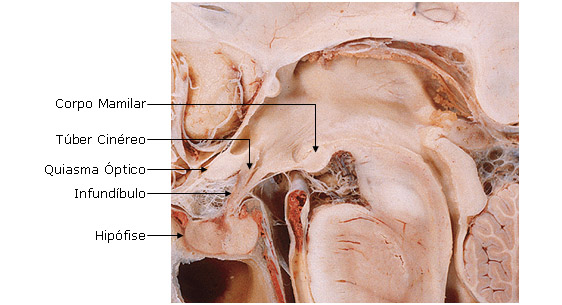 Corpo Mamilar
Túber Cinéreo
Quiasma Óptico
Infundíbulo
Hipófise